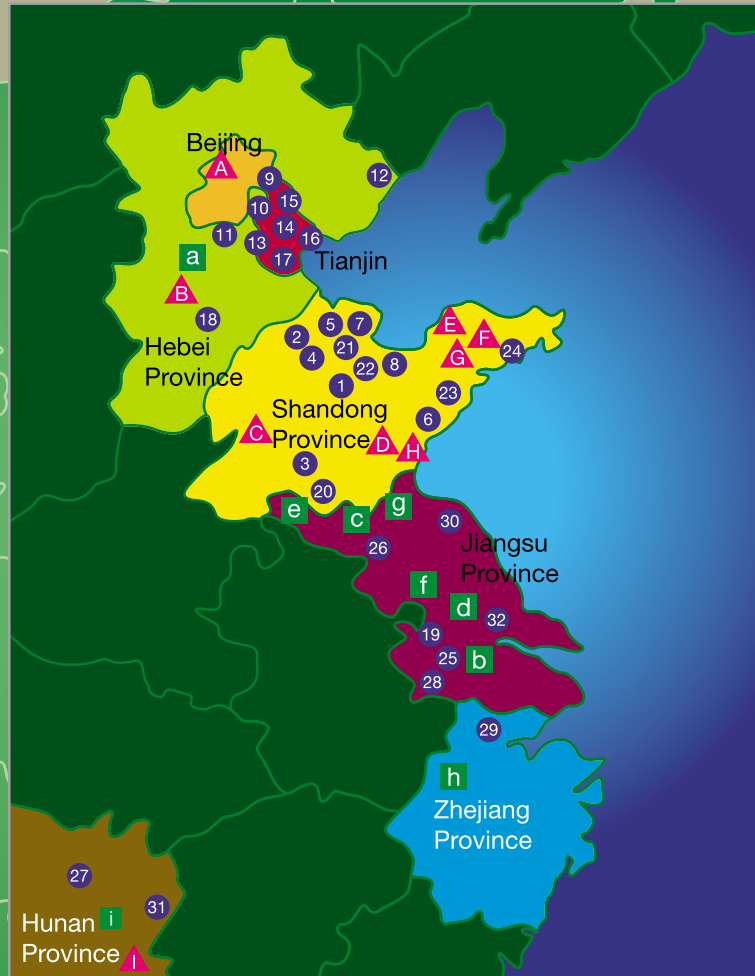 Beijing
A
9
12
15
10
14
11
13
16
17
Tianjin
a
B
18
Hebei
Province
5
7
2
21
4
22
8
1
E
F
G
24
23
6
Shandong
Province
C
D
H
3
20
e
c
g
30
26
Jiangsu
Province
f
d
32
19
25
b
28
29
h
Zhejiang
Province
27
31
Hunan
i
Province
I